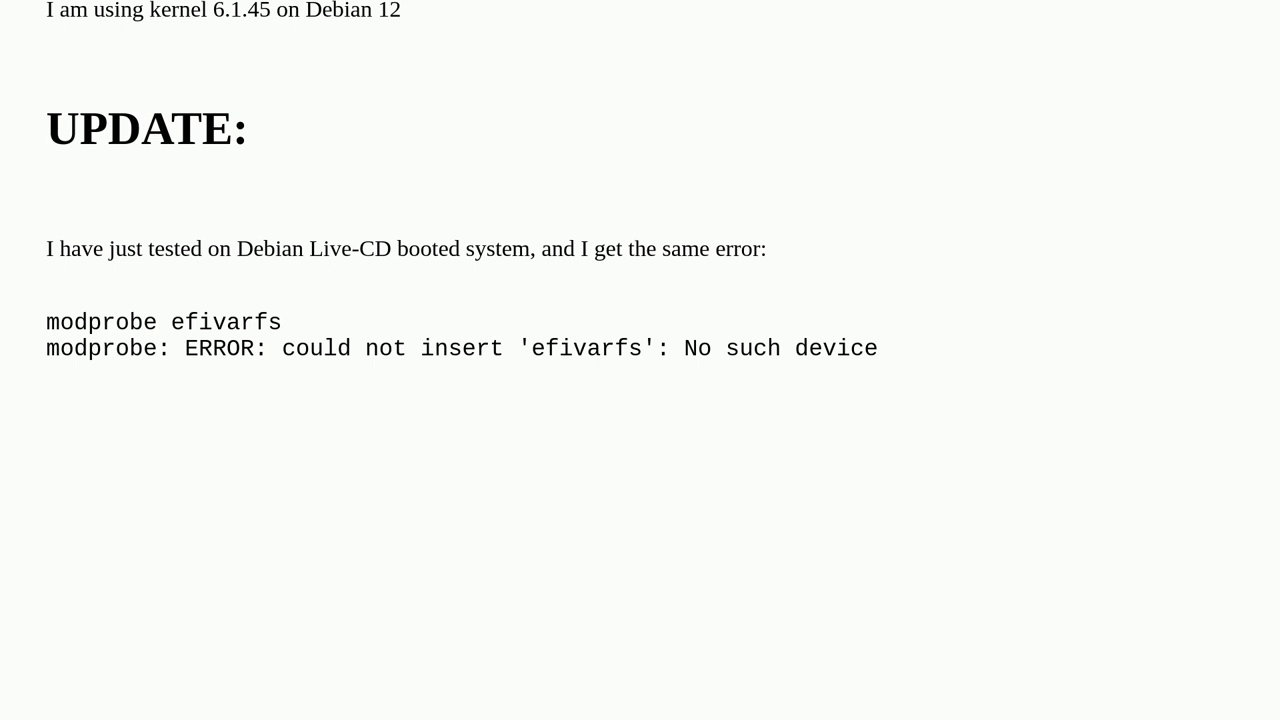 I am using kernel 6.1.45 on Debian 12
UPDATE:
I have just tested on Debian Live-CD booted system, and I get the same error:
modprobe efivarfs
modprobe: ERROR: could not insert 'efivarfs': No such device